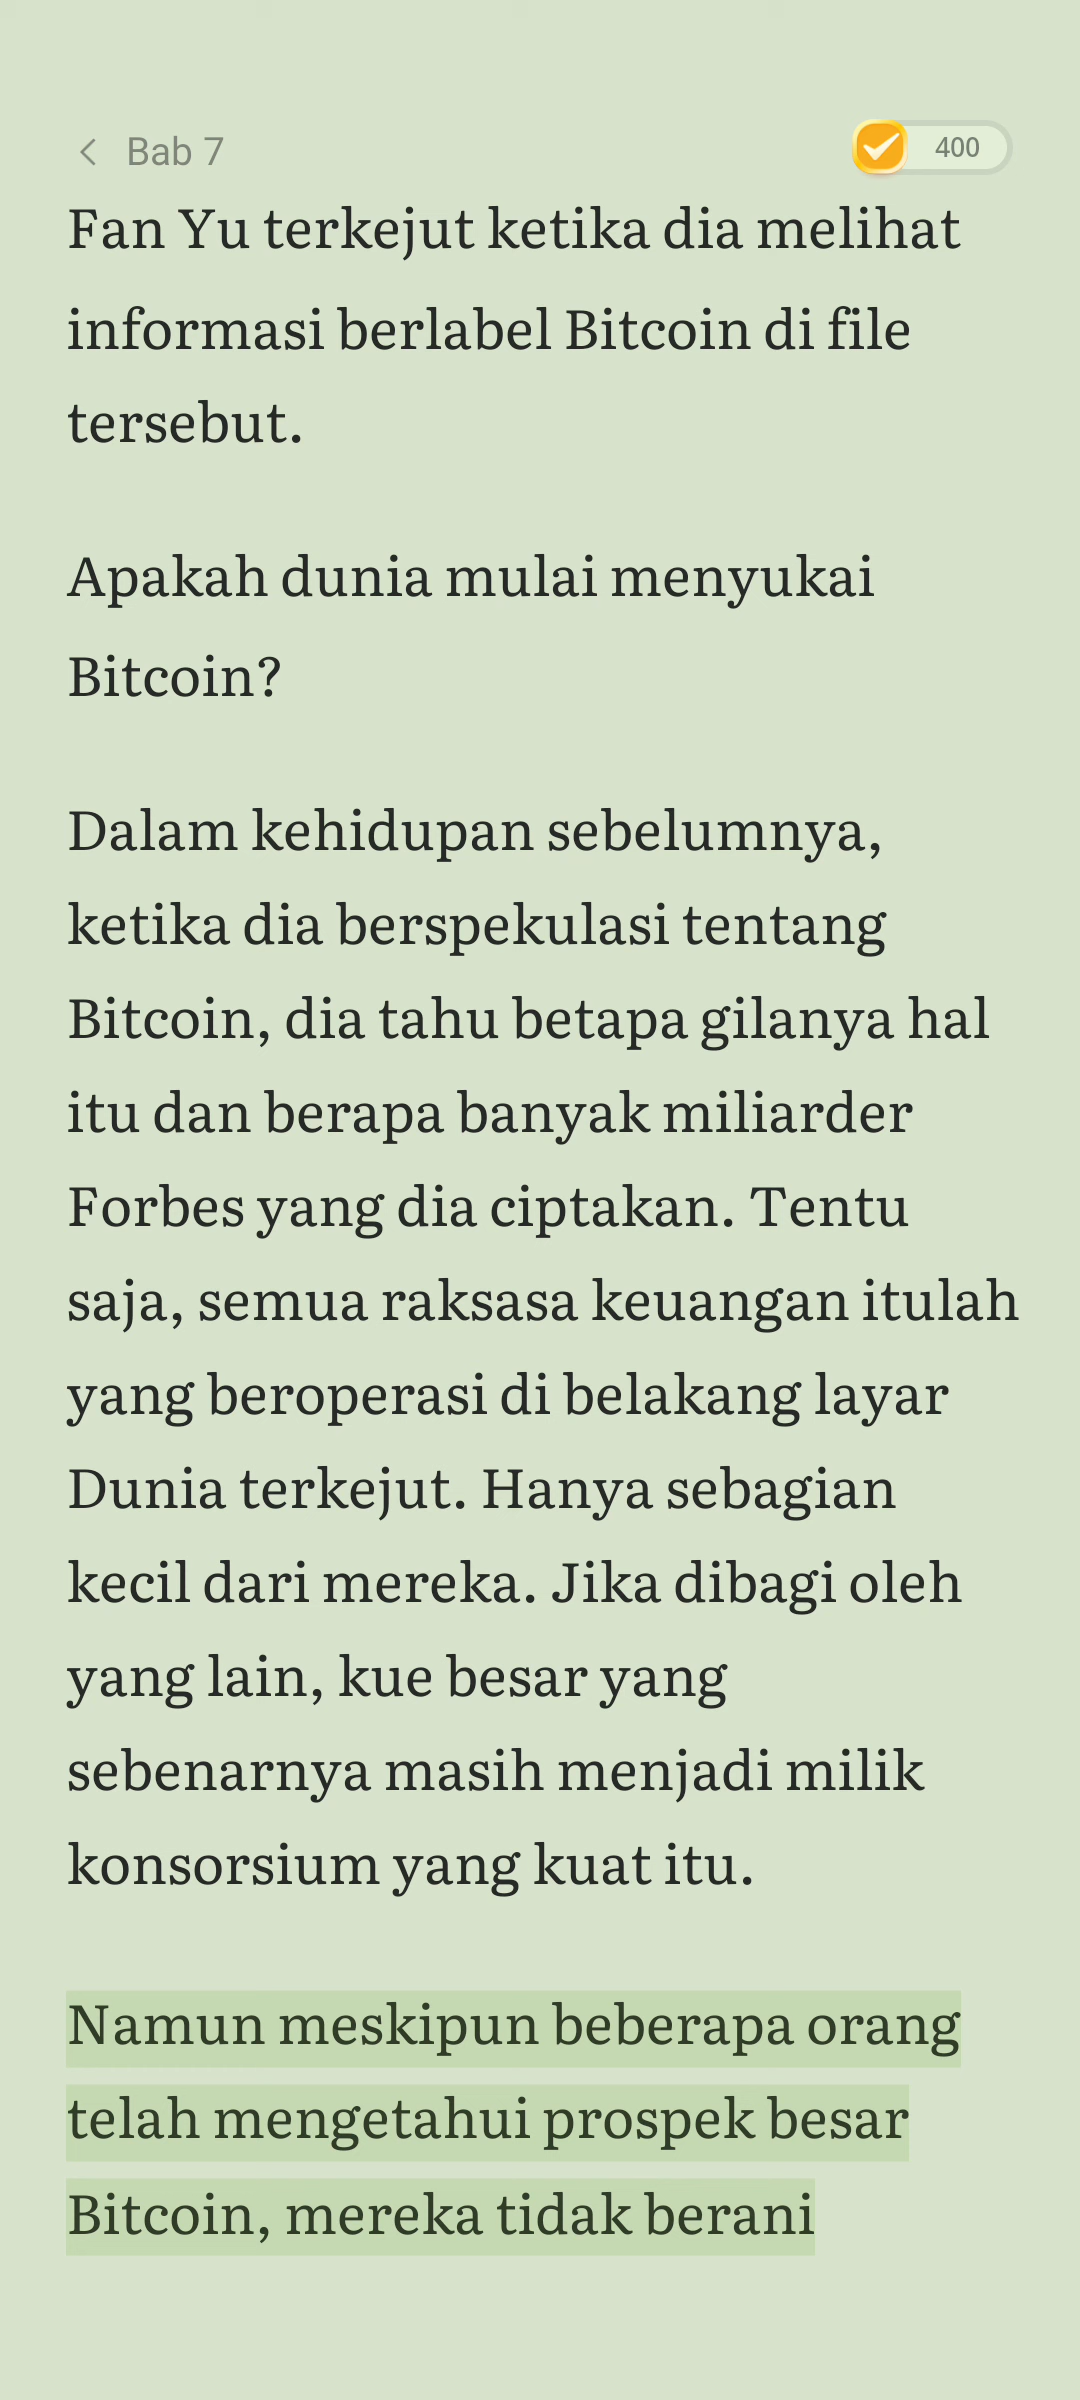 Bab 7
400
Fan Yu terkejut ketika dia melihat
informasi berlabel Bitcoin di file
tersebut.
Apakah dunia mulai menyukai
Bitcoin?
Dalam kehidupan sebelumnya,
ketika dia berspekulasi tentang
Bitcoin, dia tahu betapa gilanya hal
itu dan berapa banyak miliarder
Forbes yang dia ciptakan. Tentu
saja, semua raksasa keuangan itulah
yang beroperasi di belakang layar
Dunia terkejut. Hanya sebagian
kecil dari mereka. Jika dibagi oleh
yang lain, kue besar yang
sebenarnya masih menjadi milik
konsorsium yang kuat itu.
Namun meskipun beberapa orang
telah mengetahui prospek besar
Bitcoin, mereka tidak berani